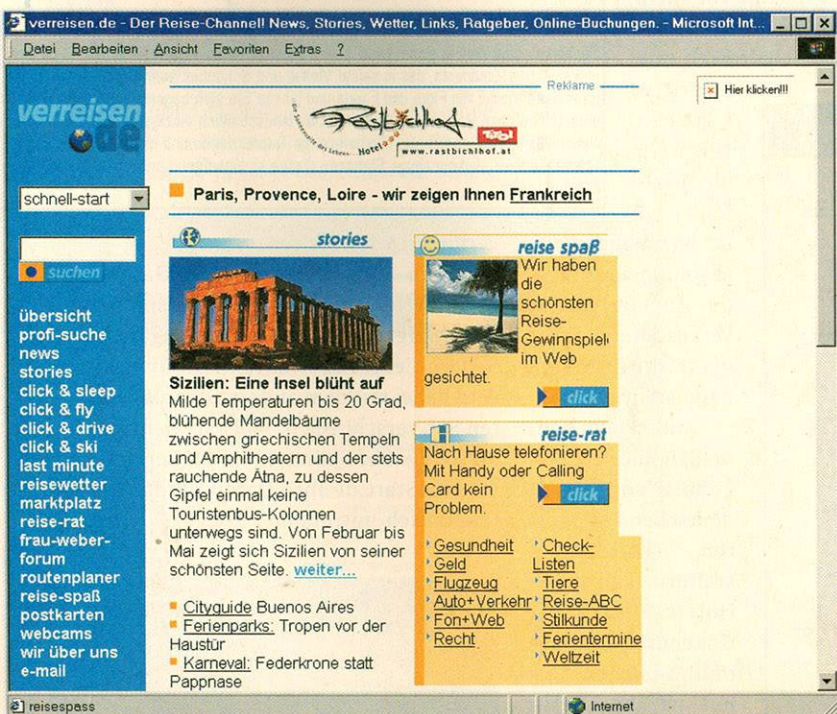 verreisen.de - Der Reise-Channel! News, Stories, Wetter, Links, Ratgeber, Online-Buchungen. - Microsoft Int...
Datei Bearbeiten Ansicht Favoriten Extras ?
verreisen
de
schnell-start
suchen
übersicht
profi-suche
news
stories
click & sleep
click & fly
click & drive
click & ski
last minute
reisewetter
marktplatz
reise-rat
frau-weber-
forum
routenplaner
reise-spaß
postkarten
webcams
wir über uns
e-mail
Reklame
die Sonnenseite des Lebens
Rastbichlhof
Hotel
Tirol
www.rastbichlhof.at
Hier klicken!!!
Paris, Provence, Loire - wir zeigen Ihnen Frankreich
stories
Sizilien: Eine Insel blüht auf
Milde Temperaturen bis 20 Grad,
blühende Mandelbäume
zwischen griechischen Tempeln
und Amphitheatern und der stets
rauchende Ätna, zu dessen
Gipfel einmal keine
Touristenbus-Kolonnen
unterwegs sind. Von Februar bis
Mai zeigt sich Sizilien von seiner
schönsten Seite. weiter...
Cityguide Buenos Aires
Ferienparks: Tropen vor der
Haustür
Karneval: Federkrone statt
Pappnase
reise spaß
Wir haben
die
schönsten
Reise-
Gewinnspiele
im Web
gesichtet.
click
reise-rat
Nach Hause telefonieren?
Mit Handy oder Calling
Card kein
Problem.
click
Gesundheit
Geld
Flugzeug
Auto+Verkehr
Fon+Web
Recht
Check-
Listen
Tiere
Reise-ABC
Stilkunde
Ferientermine
Weltzeit
reisespass
Internet